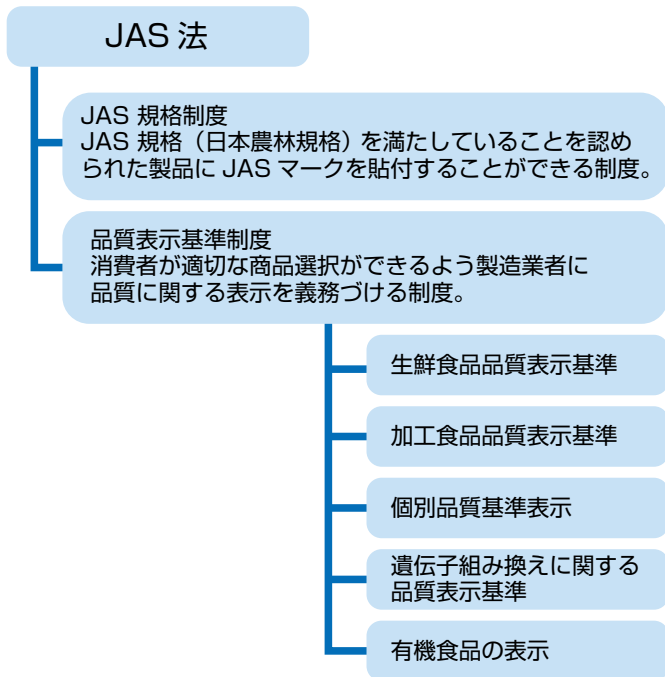 JAS 法
JAS 規格制度
JAS 規格（日本農林規格）を満たしていることを認め
られた製品に JAS マークを貼付することができる制度。
品質表示基準制度
消費者が適切な商品選択ができるよう製造業者に
品質に関する表示を義務づける制度。
生鮮食品品質表示基準
加工食品品質表示基準
個別品質基準表示
遺伝子組み換えに関する
品質表示基準
有機食品の表示